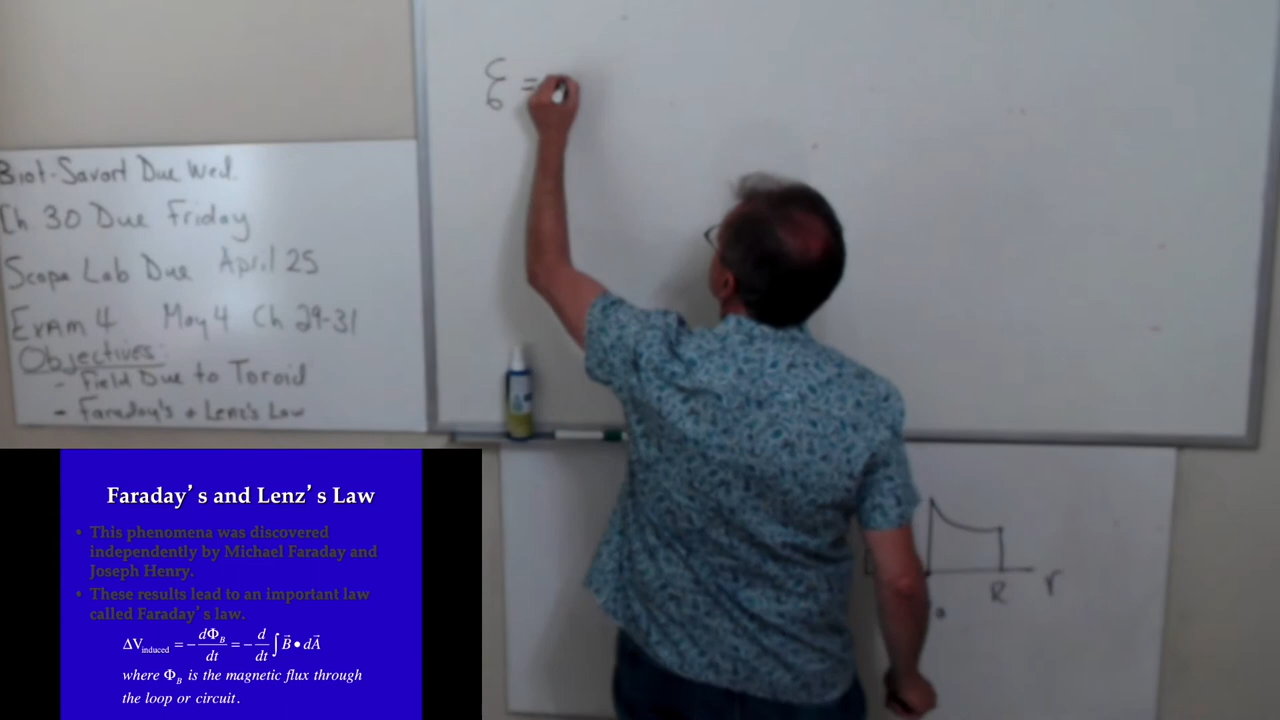 ℰ =
Biot-Savart Due Wed.
Ch 30 Due Friday
Scope Lab Due April 25
Exam 4 May 4 Ch 29-31
Objectives:
- Field Due to Toroid
- Faraday's + Lenz's Law
Faraday's and Lenz's Law
• This phenomena was discovered
independently by Michael Faraday and
Joseph Henry.
• These results lead to an important law
called Faraday's law.
ΔV_induced = - dΦ_B/dt = - d/dt ∫ B⃗ • dA⃗
where Φ_B is the magnetic flux through
the loop or circuit.
R r